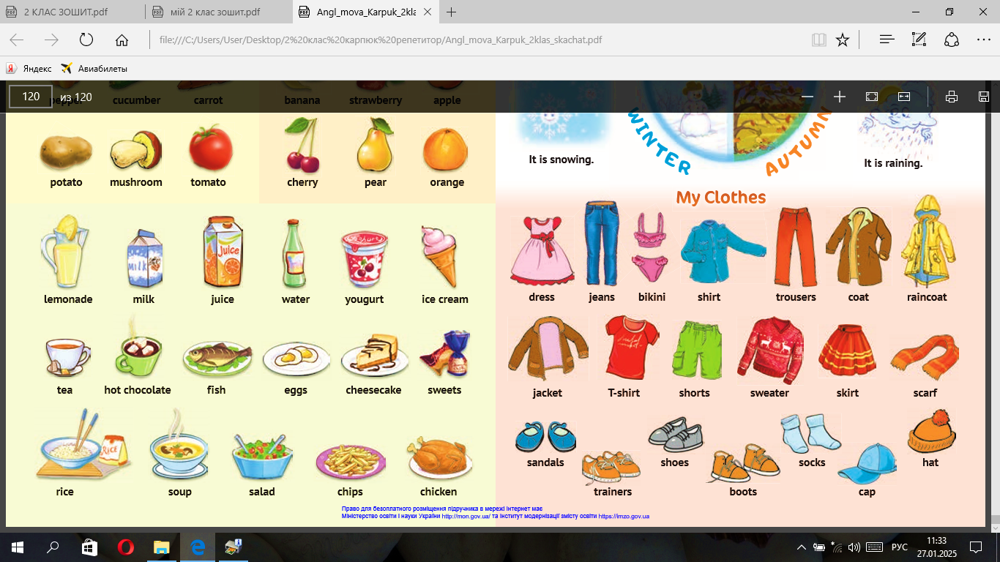 2 КЛАС ЗОШИТ.pdf
мій 2 клас зошит.pdf
Angl_mova_Karpuk_2kla
file:///C:/Users/User/Desktop/2%20клас%20карпюк%20репетитор/Angl_mova_Karpuk_2klas_skachat.pdf
Яндекс
Авиабилеты
120 из 120
pepper cucumber carrot banana strawberry apple
potato mushroom tomato cherry pear orange
MILK
Juice
Yogurt
lemonade milk juice water yougurt ice cream
tea hot chocolate fish eggs cheesecake sweets
RICE
rice soup salad chips chicken
WINTER
AUTUMN
It is snowing.
It is raining.
My Clothes
dress jeans bikini shirt trousers coat raincoat
jacket T-shirt shorts sweater skirt scarf
sandals shoes socks hat
trainers boots cap
Право для безоплатного розміщення підручника в мережі Інтернет має
Міністерство освіти і науки України http://mon.gov.ua/ та Інститут модернізації змісту освіти https://imzo.gov.ua
РУС
11:33
27.01.2025